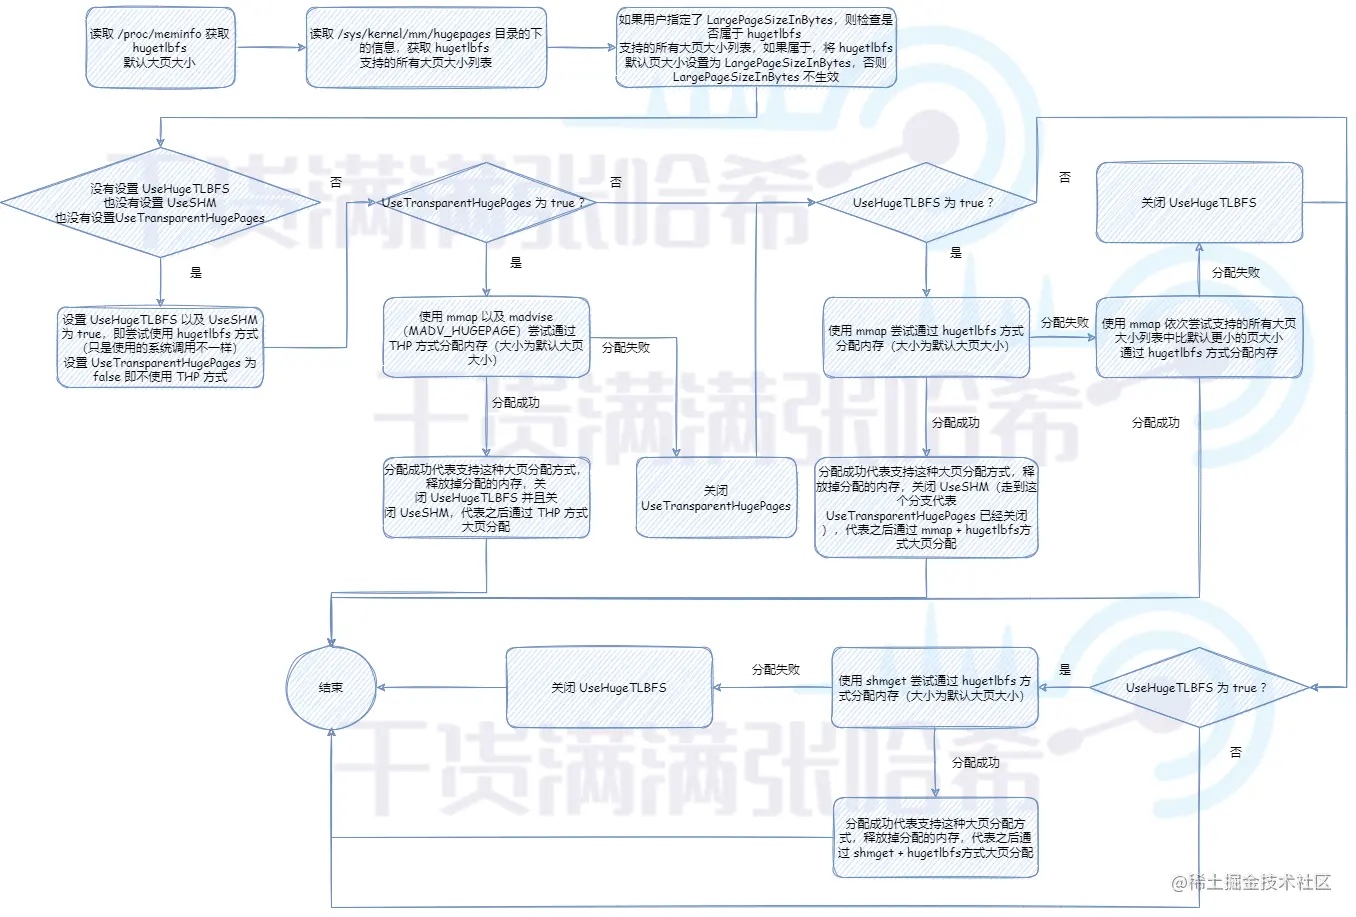 读取 /proc/meminfo 获取
hugetlbfs
默认大页大小
读取 /sys/kernel/mm/hugepages 目录的下
的信息，获取 hugetlbfs
支持的所有大页大小列表
如果用户指定了 LargePageSizeInBytes，则检查是
否属于 hugetlbfs
支持的所有大页大小列表，如果属于，将 hugetlbfs
默认页大小设置为 LargePageSizeInBytes，否则
LargePageSizeInBytes 不生效
没有设置 UseHugeTLBFS
也没有设置 UseSHM
也没有设置UseTransparentHugePages
否
是
UseTransparentHugePages 为 true ？
否
是
UseHugeTLBFS 为 true ？
否
是
关闭 UseHugeTLBFS
分配失败
设置 UseHugeTLBFS 以及 UseSHM
为 true，即尝试使用 hugetlbfs 方式
（只是使用的系统调用不一样）
设置 UseTransparentHugePages 为
false 即不使用 THP 方式
使用 mmap 以及 madvise
（MADV_HUGEPAGE）尝试通过
THP 方式分配内存（大小为默认大页
大小）
分配失败
分配成功
使用 mmap 尝试通过 hugetlbfs 方式
分配内存（大小为默认大页大小）
分配失败
分配成功
使用 mmap 依次尝试支持的所有大页
大小列表中比默认更小的页大小
通过 hugetlbfs 方式分配内存
分配成功
分配成功代表支持这种大页分配方式，
释放掉分配的内存，关
闭 UseHugeTLBFS 并且关
闭 UseSHM，代表之后通过 THP 方式
大页分配
关闭
UseTransparentHugePages
分配成功代表支持这种大页分配方式，释
放掉分配的内存，关闭 UseSHM（走到这
个分支代表
UseTransparentHugePages 已经关闭
），代表之后通过 mmap + hugetlbfs方
式大页分配
结束
关闭 UseHugeTLBFS
分配失败
使用 shmget 尝试通过 hugetlbfs 方
式分配内存（大小为默认大页大小）
是
UseHugeTLBFS 为 true ？
否
分配成功
分配成功代表支持这种大页分配方
式，释放掉分配的内存，代表之后通
过 shmget + hugetlbfs方式大页分配
干货满满张哈希
干货满满张哈希
干货满满张哈希
@稀土掘金技术社区